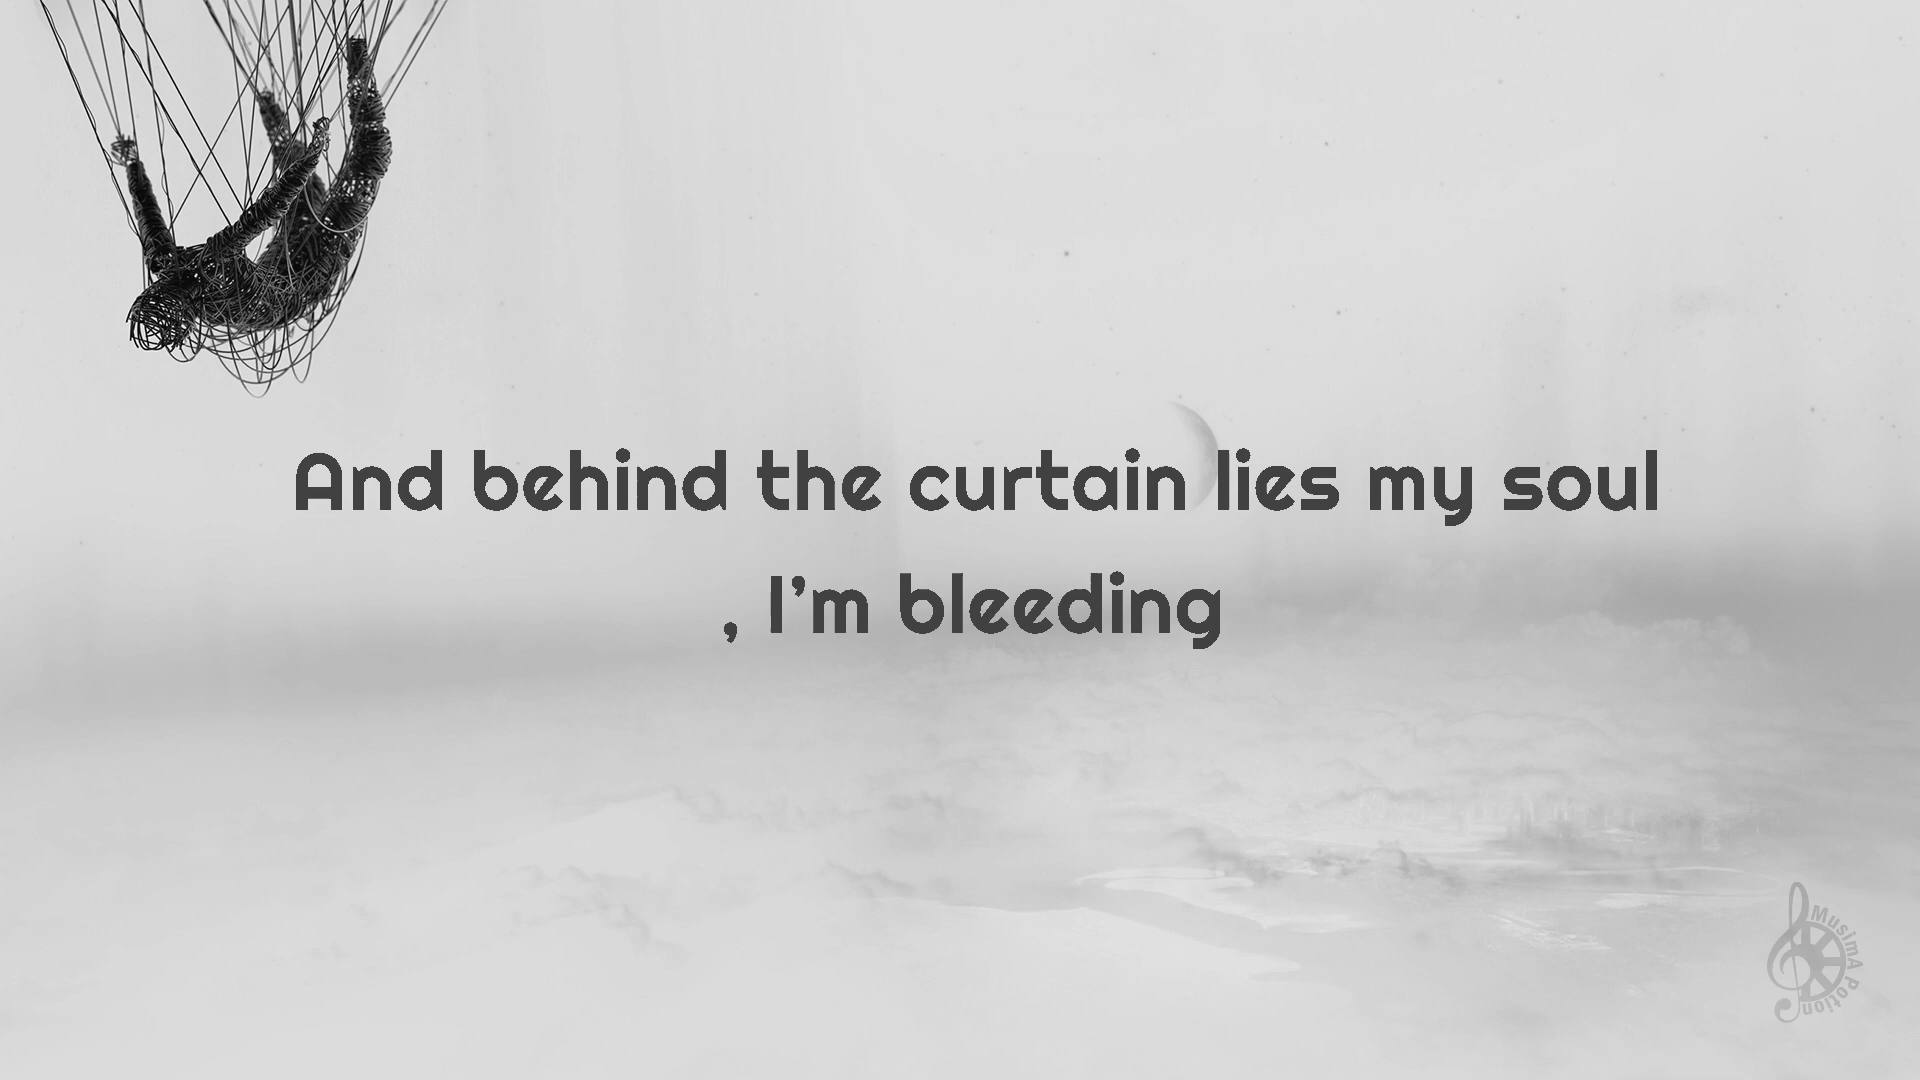 And behind the curtain lies my soul
, I’m bleeding
MusimA Potion